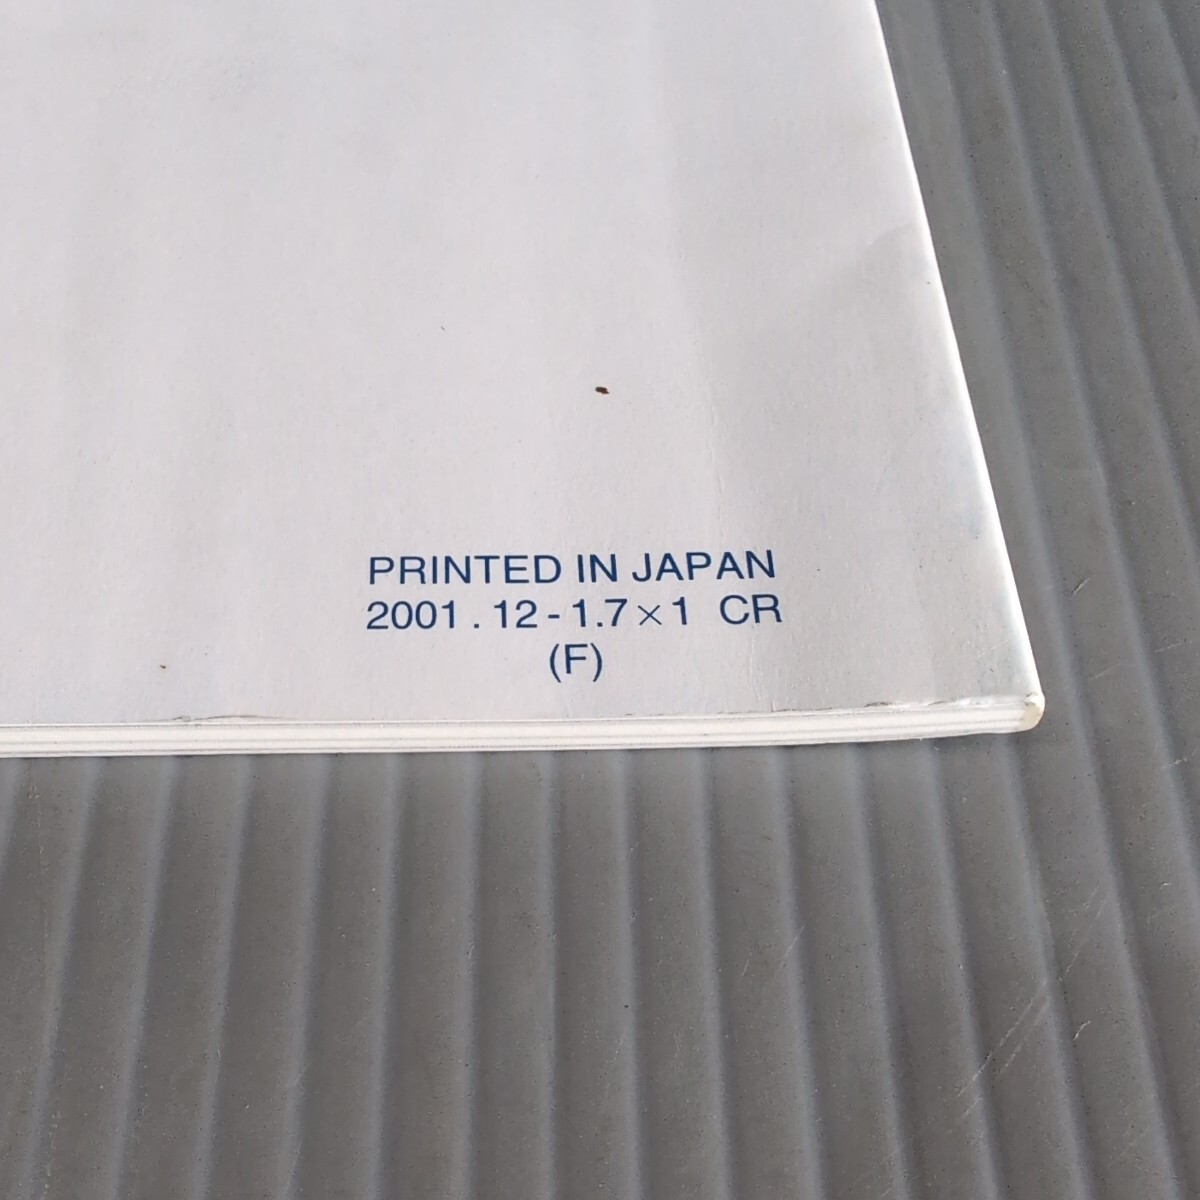 PRINTED IN JAPAN
2001.12-1.7×1 CR
(F)